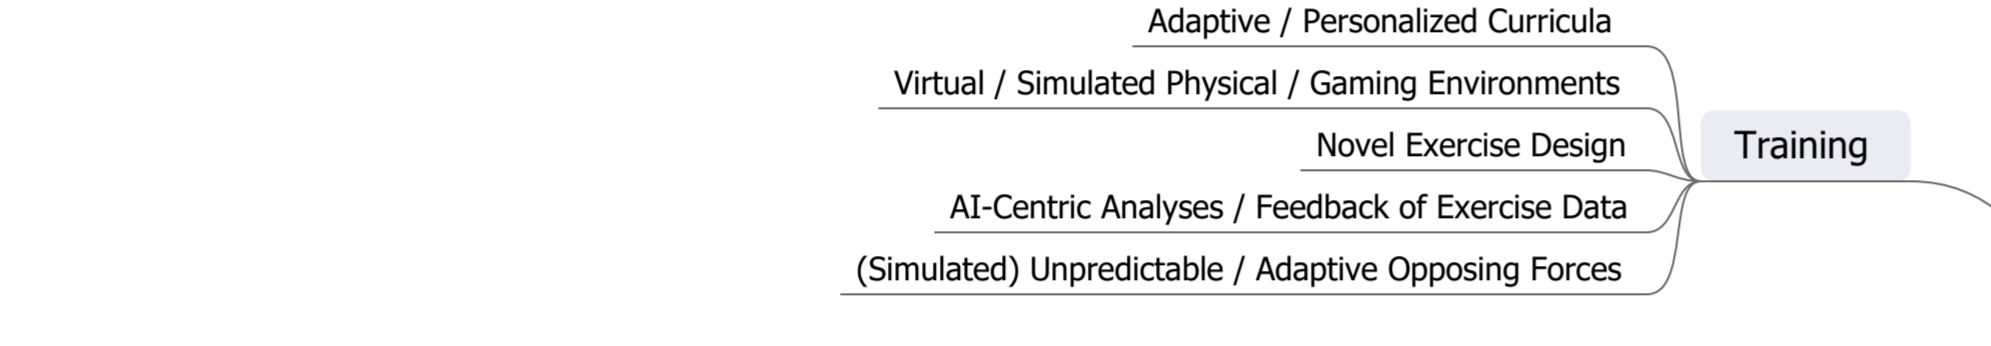 Adaptive / Personalized Curricula
Virtual / Simulated Physical / Gaming Environments
Novel Exercise Design
Training
AI-Centric Analyses / Feedback of Exercise Data
(Simulated) Unpredictable / Adaptive Opposing Forces